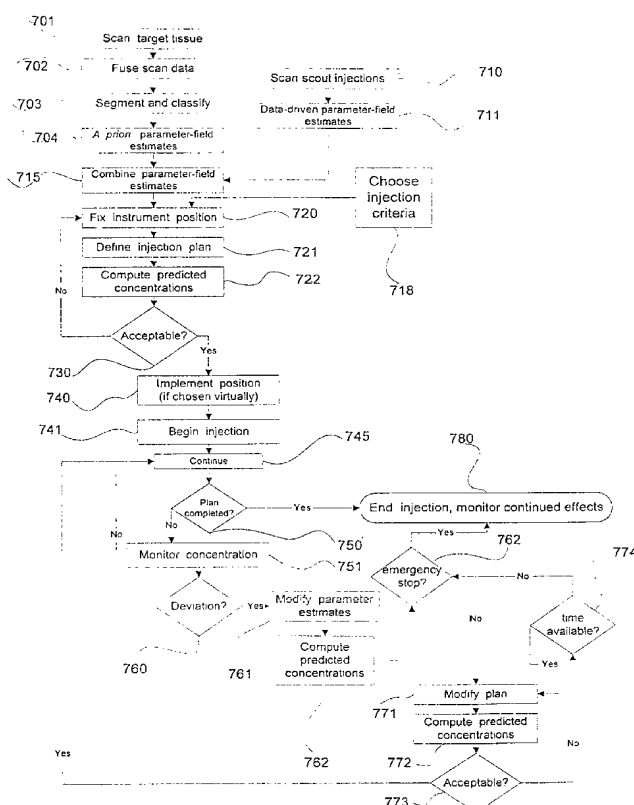 701
Scan target tissue
702
Fuse scan data
703
Segment and classify
704
A priori parameter-field
estimates
710
Scan scout injections
711
Data-driven parameter-field
estimates
715
Combine parameter-field
estimates
Choose
injection
criteria
718
Fix instrument position
720
Define injection plan
721
Compute predicted
concentrations
722
No
Acceptable?
Yes
730
740
Implement position
(if chosen virtually)
741
Begin injection
745
Continue
780
Plan
completed?
Yes
End injection, monitor continued effects
No
No
750
Yes
762
774
Monitor concentration
751
emergency
stop?
No
Deviation?
Yes
Modify parameter
estimates
No
time
available?
760
761
Compute
predicted
concentrations
Yes
Modify plan
771
Compute predicted
concentrations
762
772
No
Yes
Acceptable?
773